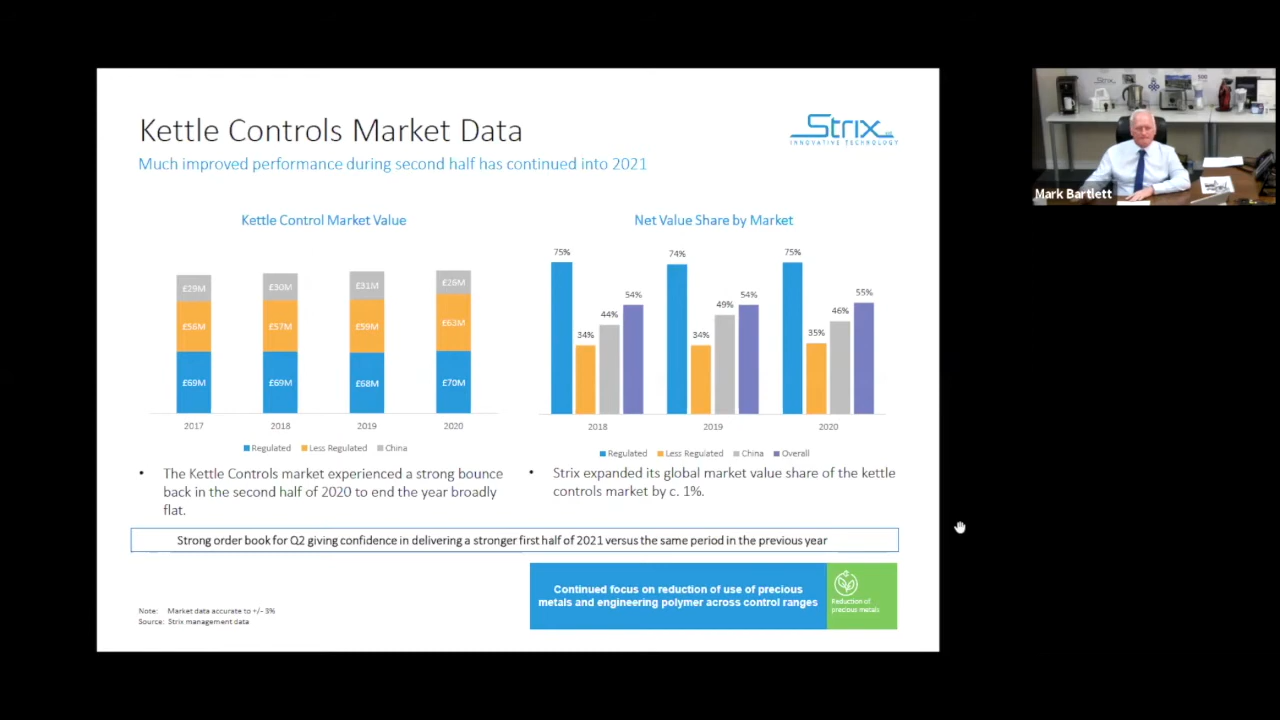 Kettle Controls Market Data
Much improved performance during second half has continued into 2021
Strix
INNOVATIVE TECHNOLOGY
Kettle Control Market Value
£29M
£30M
£31M
£26M
£56M
£57M
£59M
£63M
£69M
£69M
£68M
£70M
2017
2018
2019
2020
Regulated
Less Regulated
China
Net Value Share by Market
75%
34%
44%
54%
74%
34%
49%
54%
75%
35%
46%
55%
2018
2019
2020
Regulated
Less Regulated
China
Overall
• The Kettle Controls market experienced a strong bounce
back in the second half of 2020 to end the year broadly
flat.
• Strix expanded its global market value share of the kettle
controls market by c. 1%.
Strong order book for Q2 giving confidence in delivering a stronger first half of 2021 versus the same period in the previous year
Continued focus on reduction of use of precious
metals and engineering polymer across control ranges
Reduction of
precious metals
Note: Market data accurate to +/- 3%
Source: Strix management data
Strix
Mark Bartlett